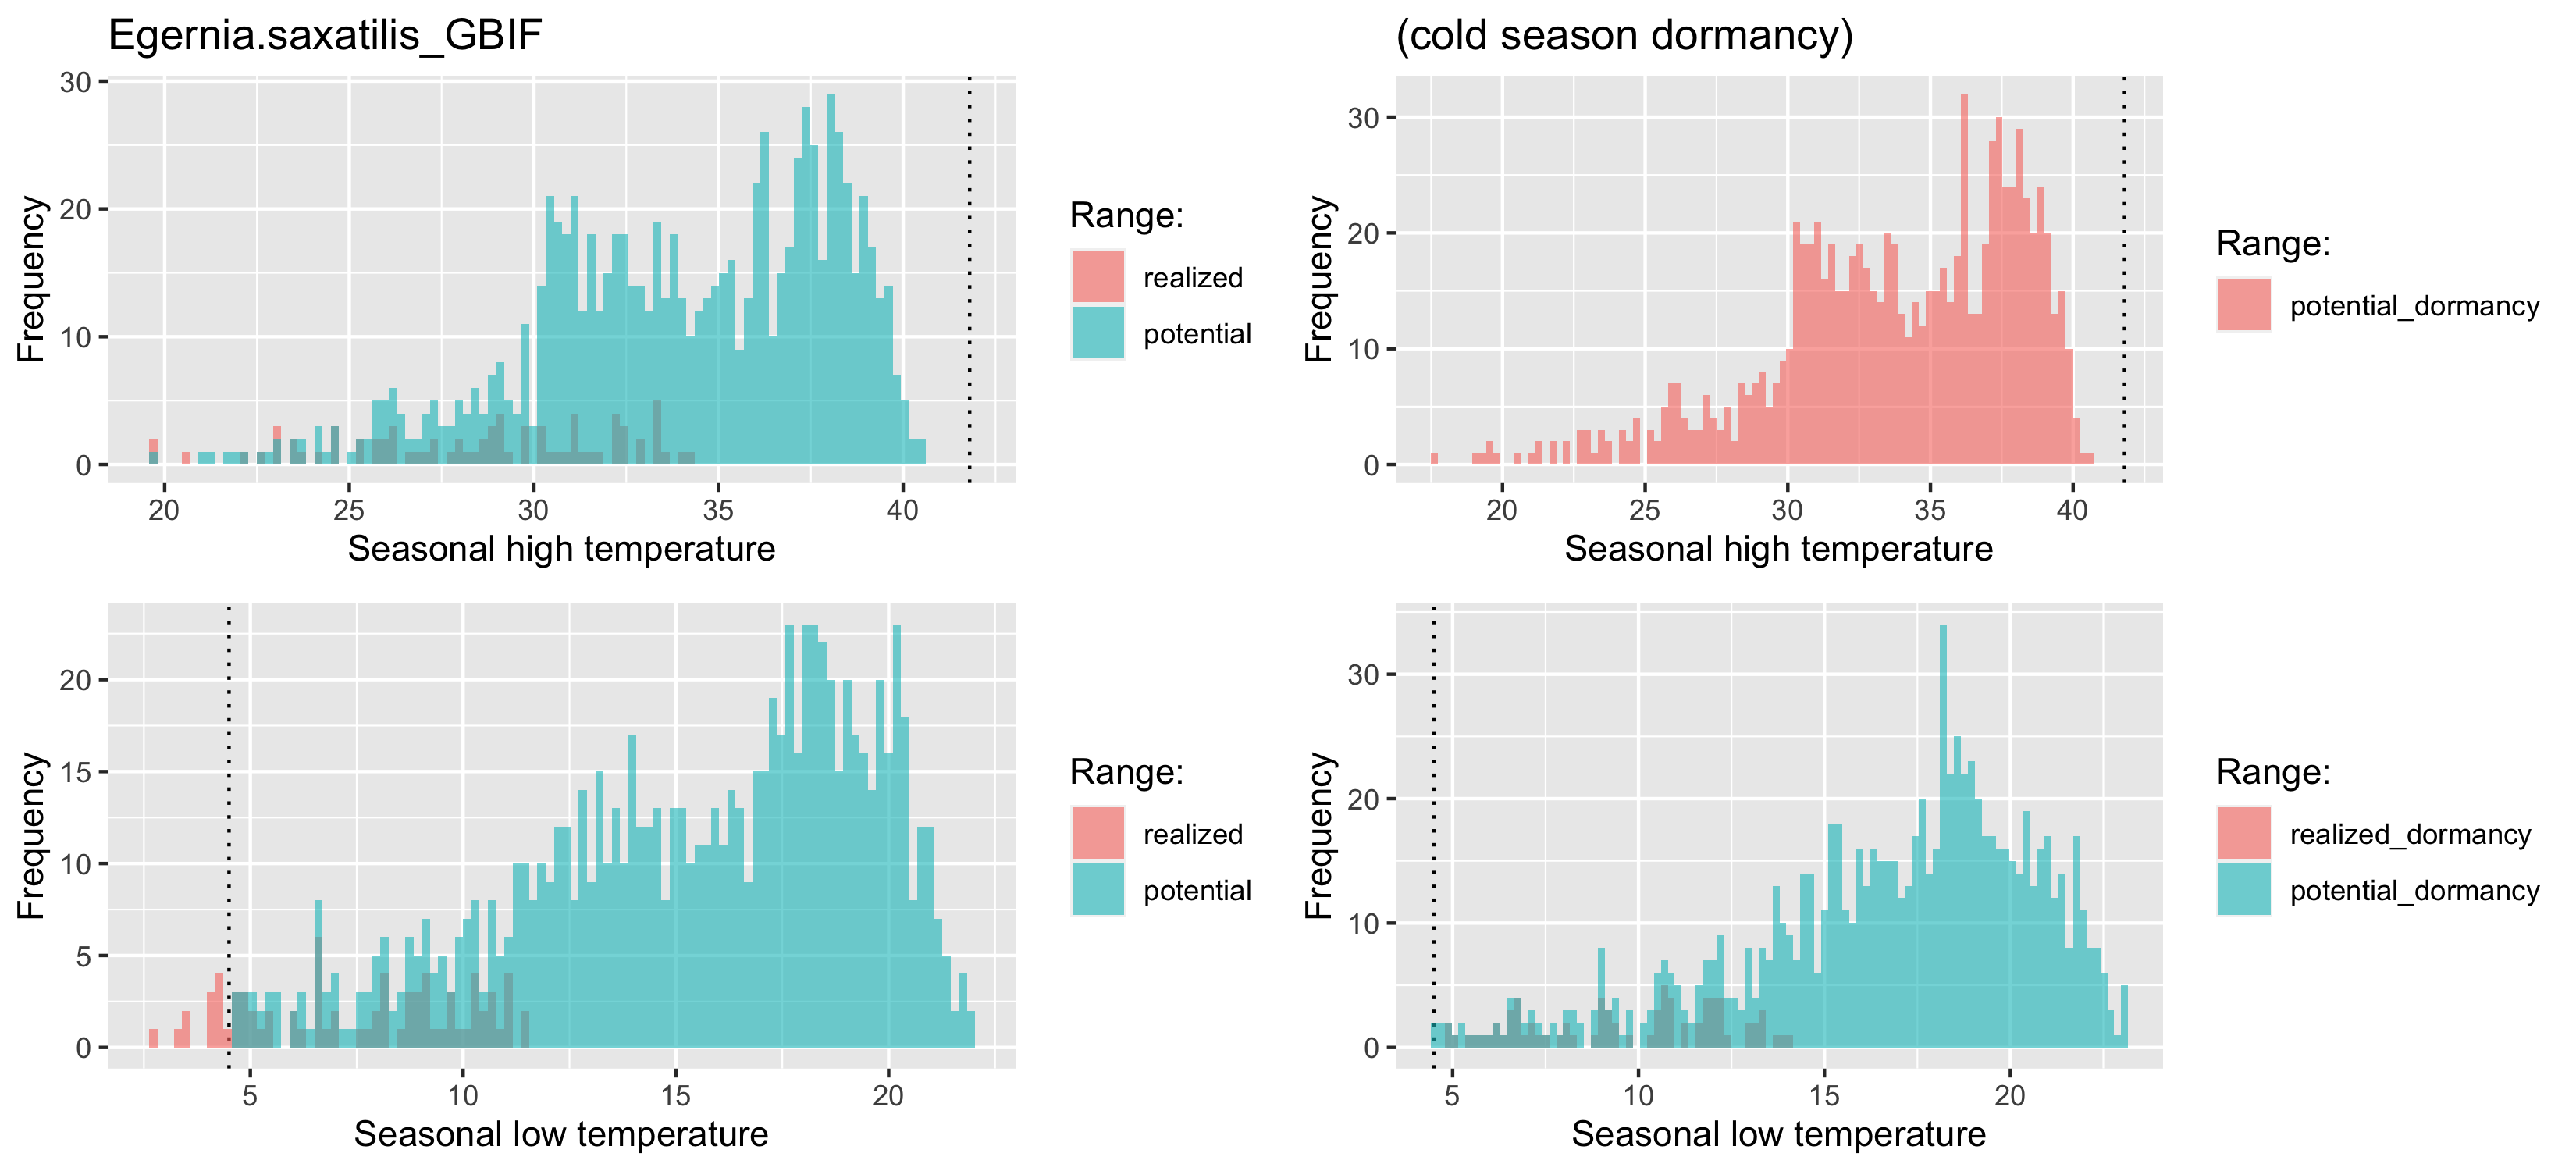 Egernia.saxatilis_GBIF
(cold season dormancy)
30
20
10
0
Frequency
20 25 30 35 40
Seasonal high temperature
Range:
realized
potential
30
20
10
0
Frequency
20 25 30 35 40
Seasonal high temperature
Range:
potential_dormancy
20
15
10
5
0
Frequency
5 10 15 20
Seasonal low temperature
Range:
realized
potential
30
20
10
0
Frequency
5 10 15 20
Seasonal low temperature
Range:
realized_dormancy
potential_dormancy